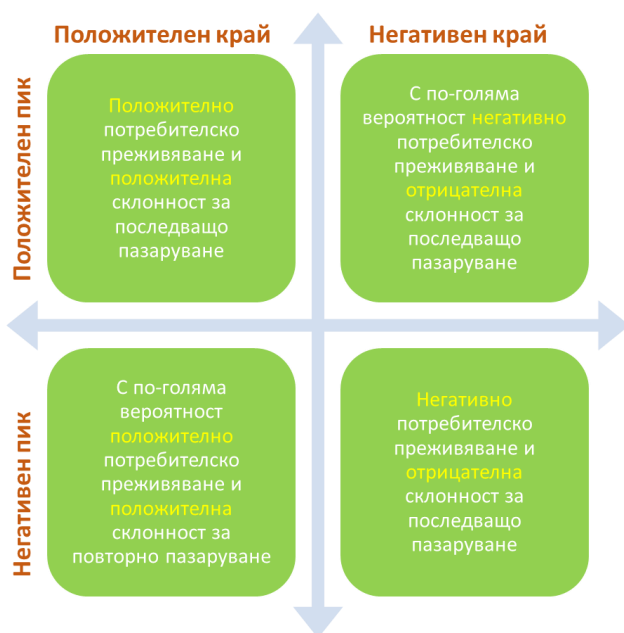 Положителен край
Негативен край
Положителен пик
Положително
потребителско
преживяване и
положителна
склонност за
последващо
пазаруване
С по-голяма
вероятност негативно
потребителско
преживяване и
отрицателна
склонност за
последващо
пазаруване
Негативен пик
С по-голяма
вероятност
положително
потребителско
преживяване и
положителна
склонност за
повторно пазаруване
Негативно
потребителско
преживяване и
отрицателна
склонност за
последващо
пазаруване